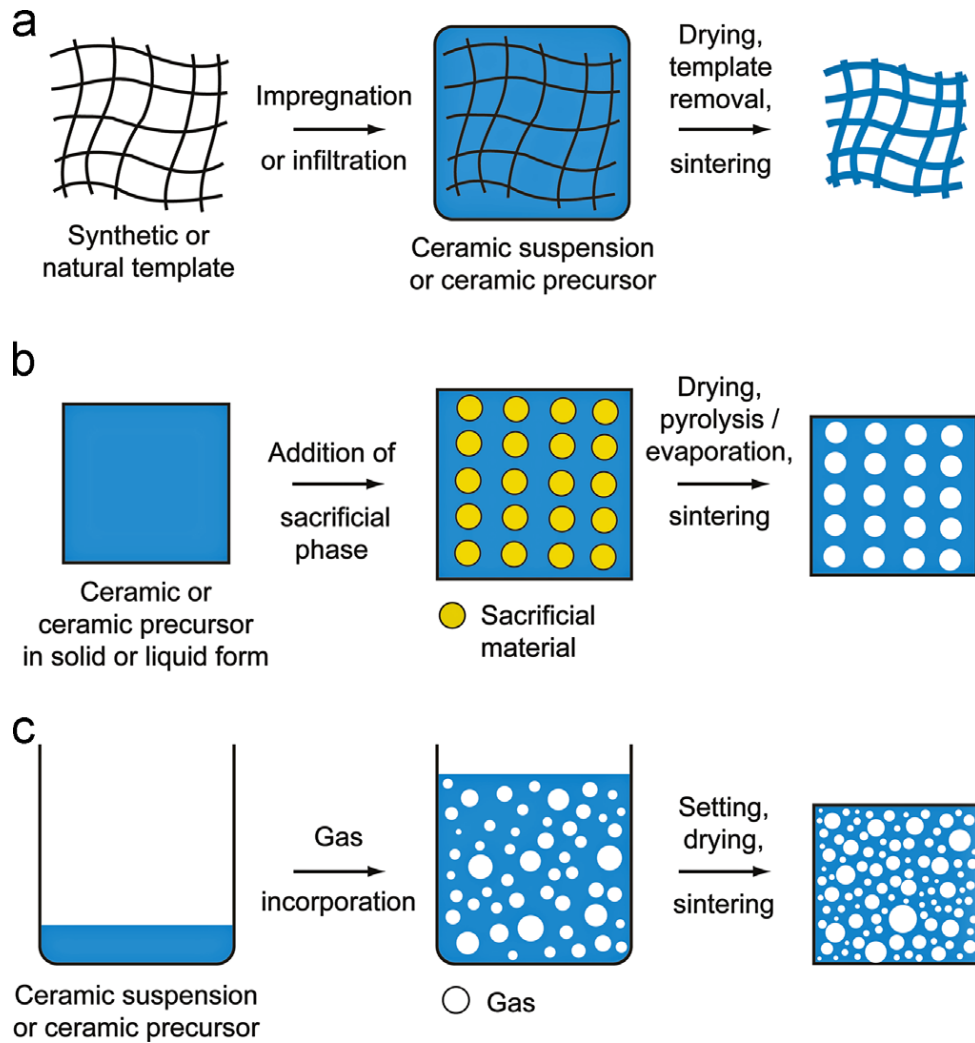 a
Impregnation
or infiltration
Drying,
template
removal,
sintering
Synthetic or
natural template
Ceramic suspension
or ceramic precursor
b
Addition of
sacrificial
phase
Drying,
pyrolysis /
evaporation,
sintering
Ceramic or
ceramic precursor
in solid or liquid form
Sacrificial
material
c
Gas
incorporation
Setting,
drying,
sintering
Ceramic suspension
or ceramic precursor
Gas